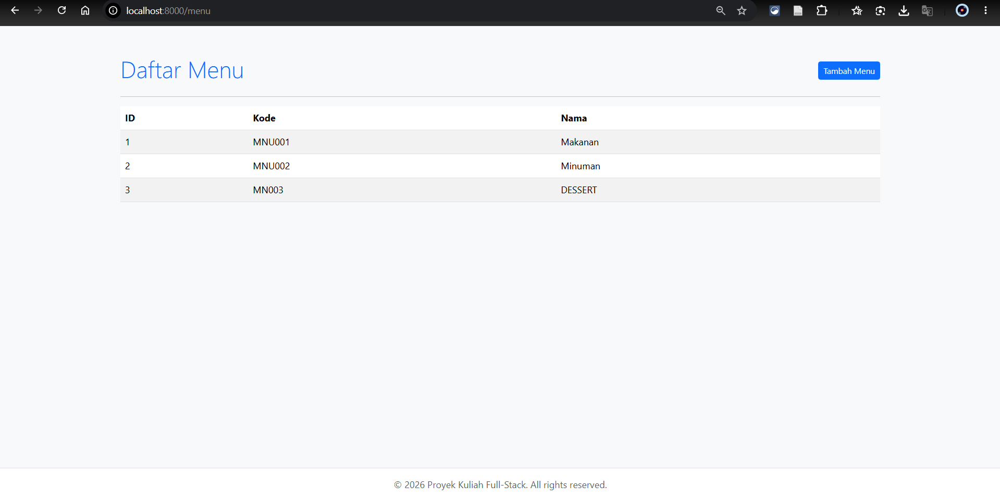 localhost:8000/menu
Daftar Menu
Tambah Menu
ID Kode Nama
1 MNU001 Makanan
2 MNU002 Minuman
3 MN003 DESSERT
© 2026 Proyek Kuliah Full-Stack. All rights reserved.